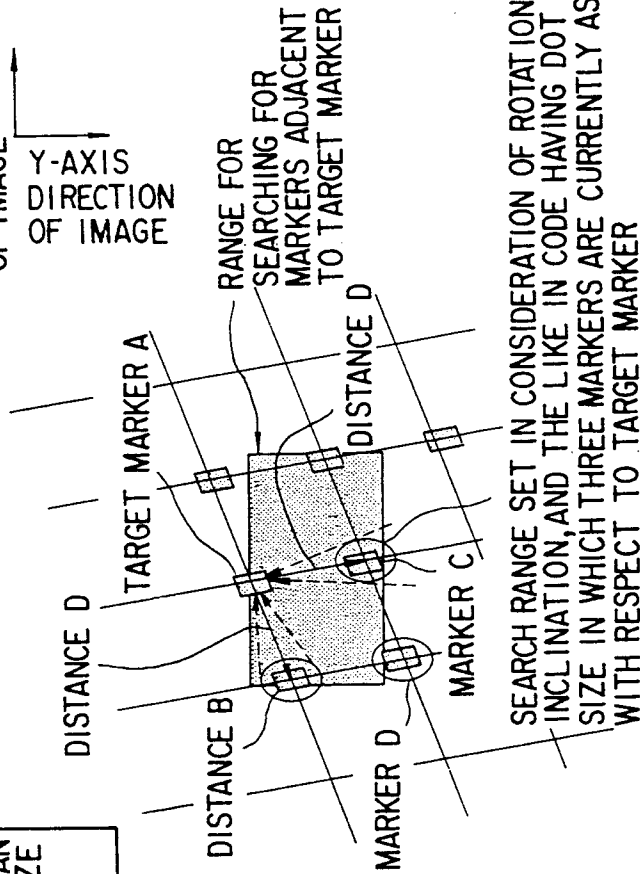 OF IMAGE
Y-AXIS
DIRECTION
OF IMAGE
RANGE FOR
SEARCHING FOR
MARKERS ADJACENT
TO TARGET MARKER
TARGET MARKER A
DISTANCE D
DISTANCE D
DISTANCE B
MARKER D
MARKER C
AN
ZE
SEARCH RANGE SET IN CONSIDERATION OF ROTATION
INCLINATION, AND THE LIKE IN CODE HAVING DOT
SIZE IN WHICH THREE MARKERS ARE CURRENTLY AS
WITH RESPECT TO TARGET MARKER